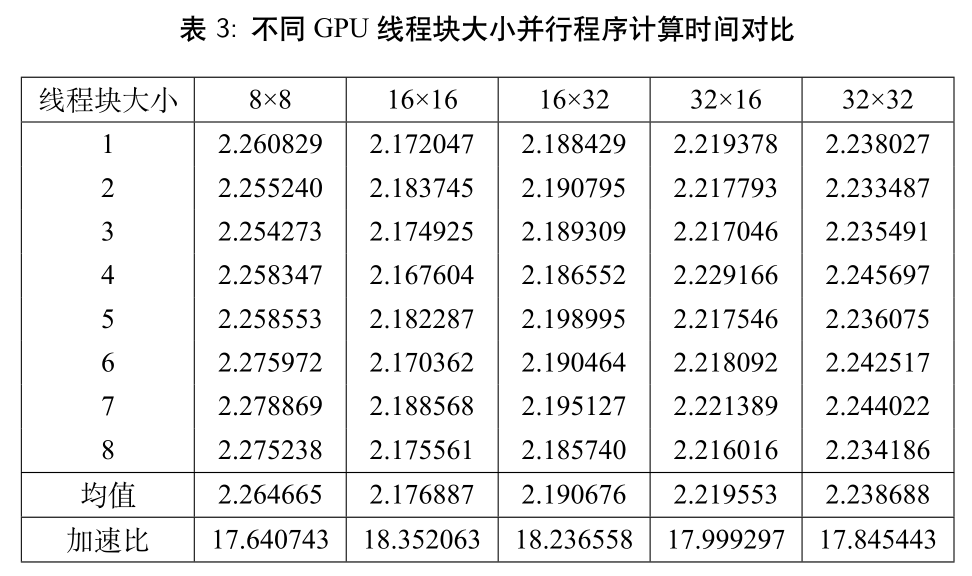 表 3: 不同 GPU 线程块大小并行程序计算时间对比
线程块大小 8×8 16×16 16×32 32×16 32×32
1 2.260829 2.172047 2.188429 2.219378 2.238027
2 2.255240 2.183745 2.190795 2.217793 2.233487
3 2.254273 2.174925 2.189309 2.217046 2.235491
4 2.258347 2.167604 2.186552 2.229166 2.245697
5 2.258553 2.182287 2.198995 2.217546 2.236075
6 2.275972 2.170362 2.190464 2.218092 2.242517
7 2.278869 2.188568 2.195127 2.221389 2.244022
8 2.275238 2.175561 2.185740 2.216016 2.234186
均值 2.264665 2.176887 2.190676 2.219553 2.238688
加速比 17.640743 18.352063 18.236558 17.999297 17.845443